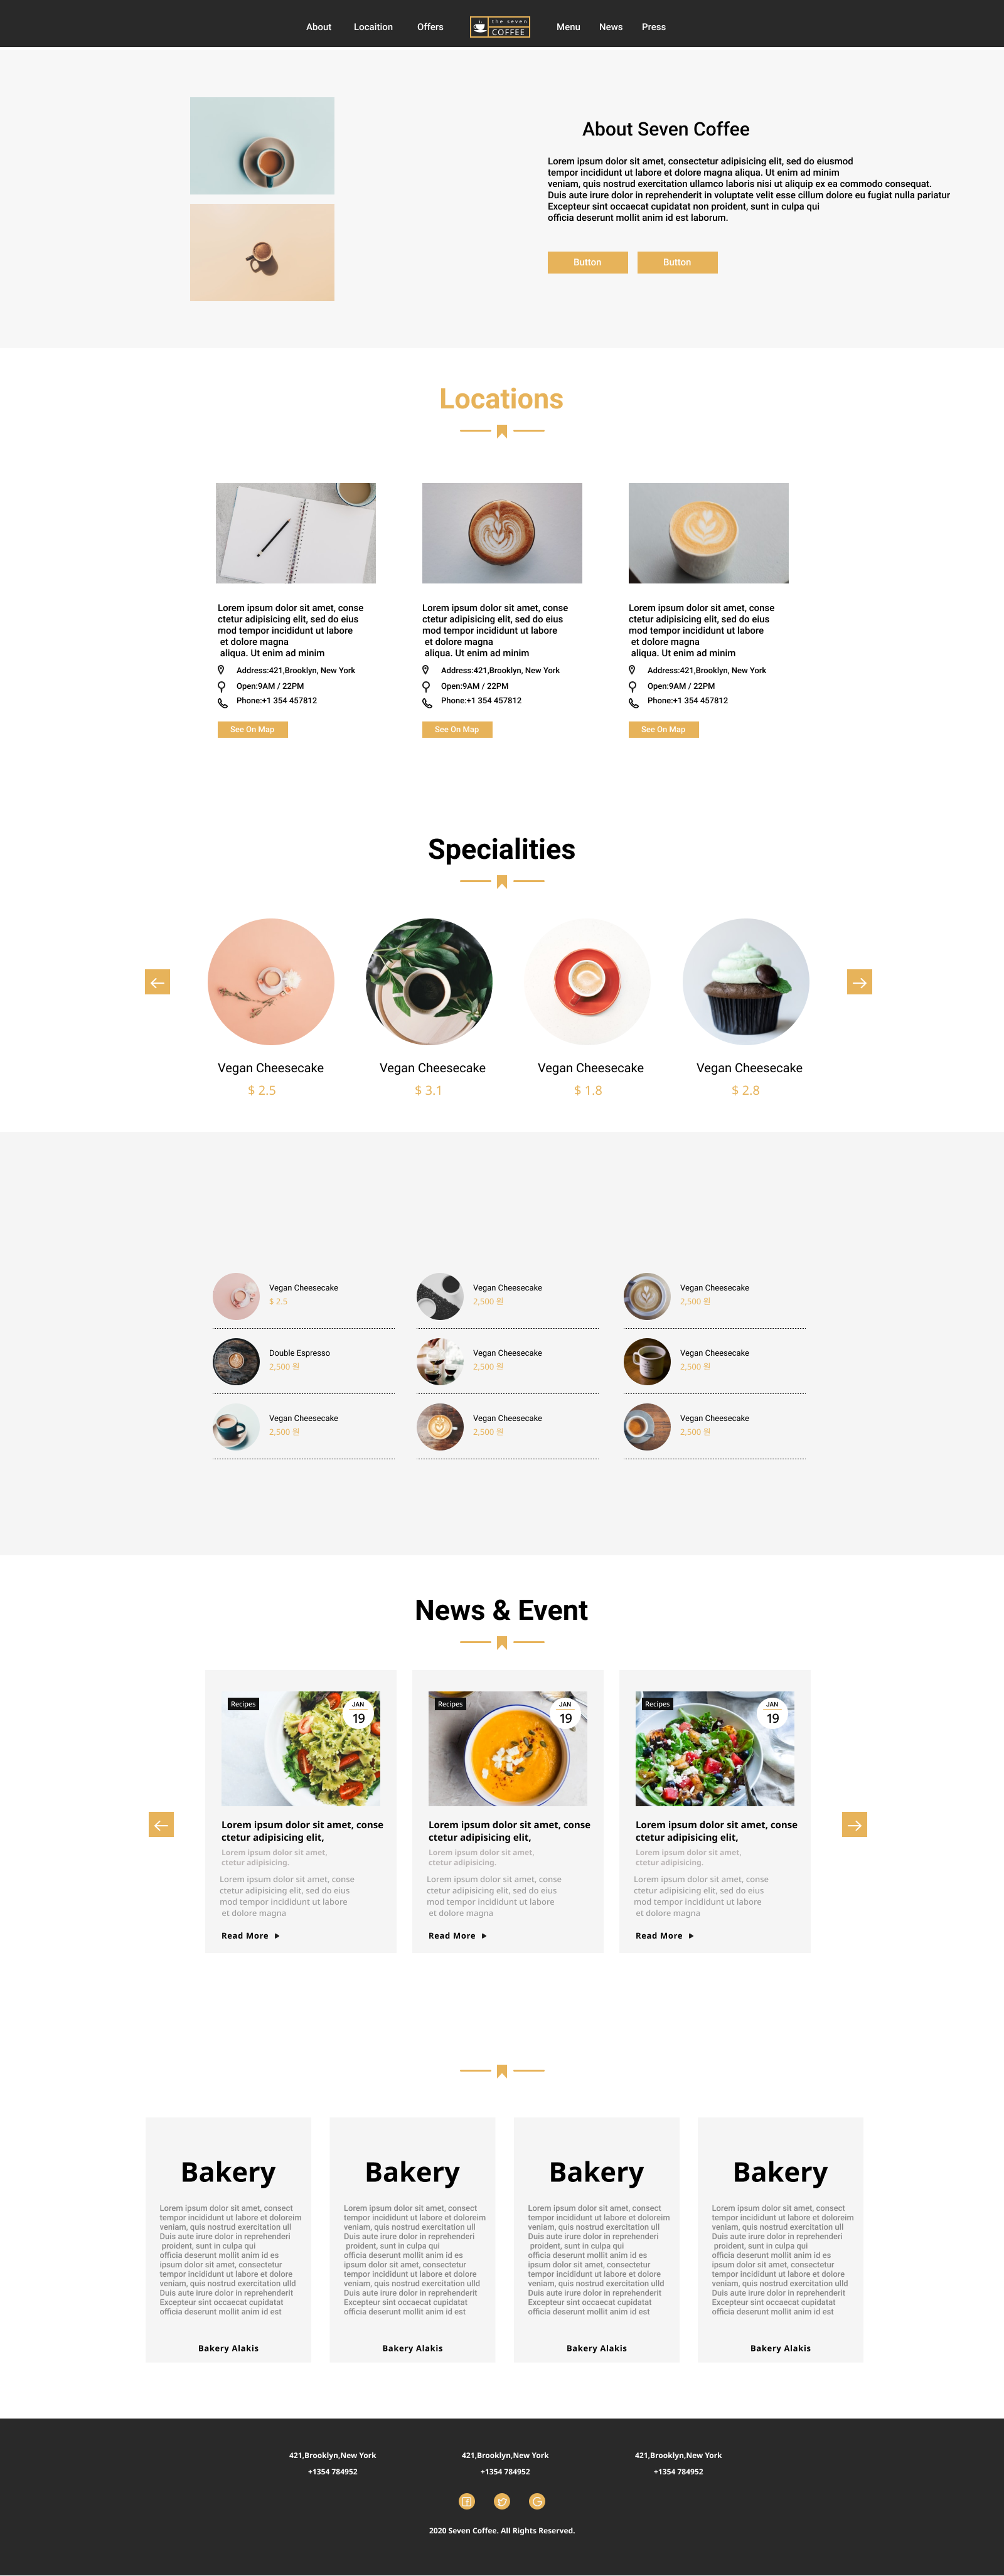 About Locaition Offers the seven COFFEE Menu News Press
About Seven Coffee
Lorem ipsum dolor sit amet, consectetur adipisicing elit, sed do eiusmod
tempor incididunt ut labore et dolore magna aliqua. Ut enim ad minim
veniam, quis nostrud exercitation ullamco laboris nisi ut aliquip ex ea commodo consequat.
Duis aute irure dolor in reprehenderit in voluptate velit esse cillum dolore eu fugiat nulla pariatur
Excepteur sint occaecat cupidatat non proident, sunt in culpa qui
officia deserunt mollit anim id est laborum.
Button Button
Locations
Lorem ipsum dolor sit amet, conse
ctetur adipisicing elit, sed do eius
mod tempor incididunt ut labore
et dolore magna
aliqua. Ut enim ad minim
Address:421,Brooklyn, New York
Open:9AM / 22PM
Phone:+1 354 457812
See On Map
Lorem ipsum dolor sit amet, conse
ctetur adipisicing elit, sed do eius
mod tempor incididunt ut labore
et dolore magna
aliqua. Ut enim ad minim
Address:421,Brooklyn, New York
Open:9AM / 22PM
Phone:+1 354 457812
See On Map
Lorem ipsum dolor sit amet, conse
ctetur adipisicing elit, sed do eius
mod tempor incididunt ut labore
et dolore magna
aliqua. Ut enim ad minim
Address:421,Brooklyn, New York
Open:9AM / 22PM
Phone:+1 354 457812
See On Map
Specialities
Vegan Cheesecake
$ 2.5
Vegan Cheesecake
$ 3.1
Vegan Cheesecake
$ 1.8
Vegan Cheesecake
$ 2.8
Vegan Cheesecake
$ 2.5
Vegan Cheesecake
2,500 원
Vegan Cheesecake
2,500 원
Double Espresso
2,500 원
Vegan Cheesecake
2,500 원
Vegan Cheesecake
2,500 원
Vegan Cheesecake
2,500 원
Vegan Cheesecake
2,500 원
Vegan Cheesecake
2,500 원
News & Event
Recipes
JAN
19
Lorem ipsum dolor sit amet, conse
ctetur adipisicing elit,
Lorem ipsum dolor sit amet,
ctetur adipisicing.
Lorem ipsum dolor sit amet, conse
ctetur adipisicing elit, sed do eius
mod tempor incididunt ut labore
et dolore magna
Read More
Recipes
JAN
19
Lorem ipsum dolor sit amet, conse
ctetur adipisicing elit,
Lorem ipsum dolor sit amet,
ctetur adipisicing.
Lorem ipsum dolor sit amet, conse
ctetur adipisicing elit, sed do eius
mod tempor incididunt ut labore
et dolore magna
Read More
Recipes
JAN
19
Lorem ipsum dolor sit amet, conse
ctetur adipisicing elit,
Lorem ipsum dolor sit amet,
ctetur adipisicing.
Lorem ipsum dolor sit amet, conse
ctetur adipisicing elit, sed do eius
mod tempor incididunt ut labore
et dolore magna
Read More
Bakery
Lorem ipsum dolor sit amet, consect
tempor incididunt ut labore et doloreim
veniam, quis nostrud exercitation ull
Duis aute irure dolor in reprehenderi
proident, sunt in culpa qui
officia deserunt mollit anim id es
ipsum dolor sit amet, consectetur
tempor incididunt ut labore et dolore
veniam, quis nostrud exercitation ulld
Duis aute irure dolor in reprehenderit
Excepteur sint occaecat cupidatat
officia deserunt mollit anim id est
Bakery Alakis
Bakery
Lorem ipsum dolor sit amet, consect
tempor incididunt ut labore et doloreim
veniam, quis nostrud exercitation ull
Duis aute irure dolor in reprehenderi
proident, sunt in culpa qui
officia deserunt mollit anim id es
ipsum dolor sit amet, consectetur
tempor incididunt ut labore et dolore
veniam, quis nostrud exercitation ulld
Duis aute irure dolor in reprehenderit
Excepteur sint occaecat cupidatat
officia deserunt mollit anim id est
Bakery Alakis
Bakery
Lorem ipsum dolor sit amet, consect
tempor incididunt ut labore et doloreim
veniam, quis nostrud exercitation ull
Duis aute irure dolor in reprehenderi
proident, sunt in culpa qui
officia deserunt mollit anim id es
ipsum dolor sit amet, consectetur
tempor incididunt ut labore et dolore
veniam, quis nostrud exercitation ulld
Duis aute irure dolor in reprehenderit
Excepteur sint occaecat cupidatat
officia deserunt mollit anim id est
Bakery Alakis
Bakery
Lorem ipsum dolor sit amet, consect
tempor incididunt ut labore et doloreim
veniam, quis nostrud exercitation ull
Duis aute irure dolor in reprehenderi
proident, sunt in culpa qui
officia deserunt mollit anim id es
ipsum dolor sit amet, consectetur
tempor incididunt ut labore et dolore
veniam, quis nostrud exercitation ulld
Duis aute irure dolor in reprehenderit
Excepteur sint occaecat cupidatat
officia deserunt mollit anim id est
Bakery Alakis
421,Brooklyn,New York 421,Brooklyn,New York 421,Brooklyn,New York
+1354 784952 +1354 784952 +1354 784952
2020 Seven Coffee. All Rights Reserved.